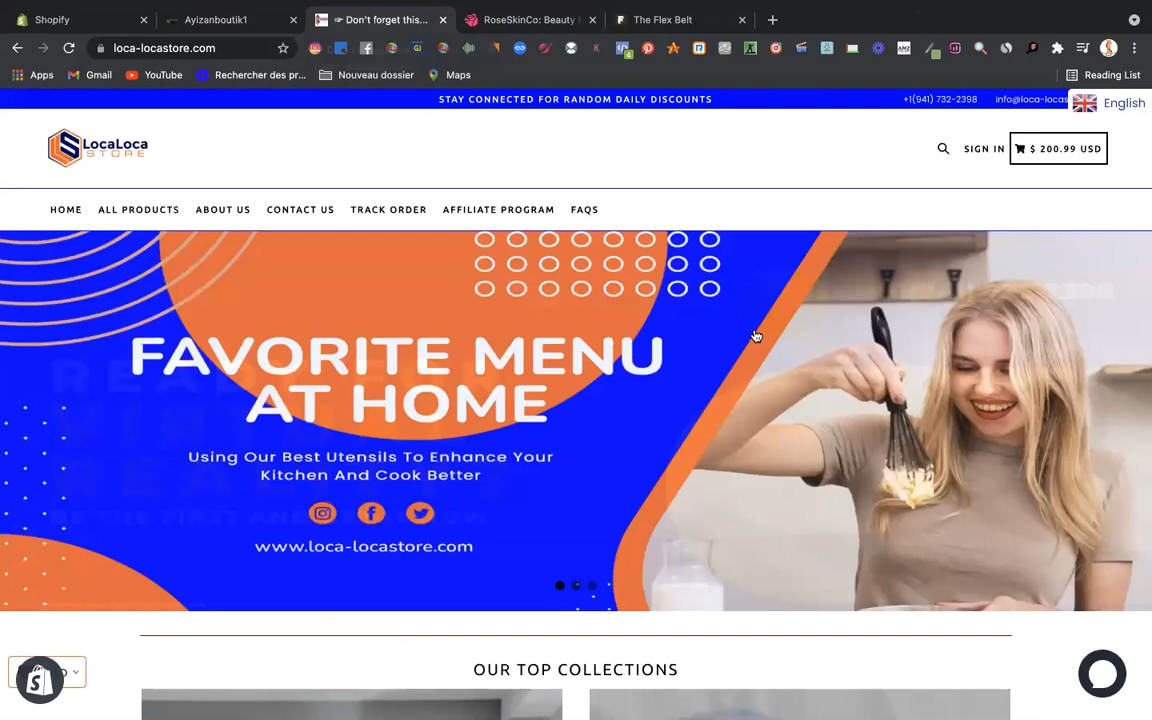 Shopify
Ayizanboutik1
Don't forget this...
RoseSkinCo: Beauty
The Flex Belt
loca-locastore.com
Apps
Gmail
YouTube
Rechercher des pr...
Nouveau dossier
Maps
Reading List
STAY CONNECTED FOR RANDOM DAILY DISCOUNTS
+1(941) 732-2398
info@loca-locas
English
LocaLoca
STORE
SIGN IN
$ 200.99 USD
HOME
ALL PRODUCTS
ABOUT US
CONTACT US
TRACK ORDER
AFFILIATE PROGRAM
FAQS
FAVORITE MENU
AT HOME
Using Our Best Utensils To Enhance Your
Kitchen And Cook Better
www.loca-locastore.com
OUR TOP COLLECTIONS